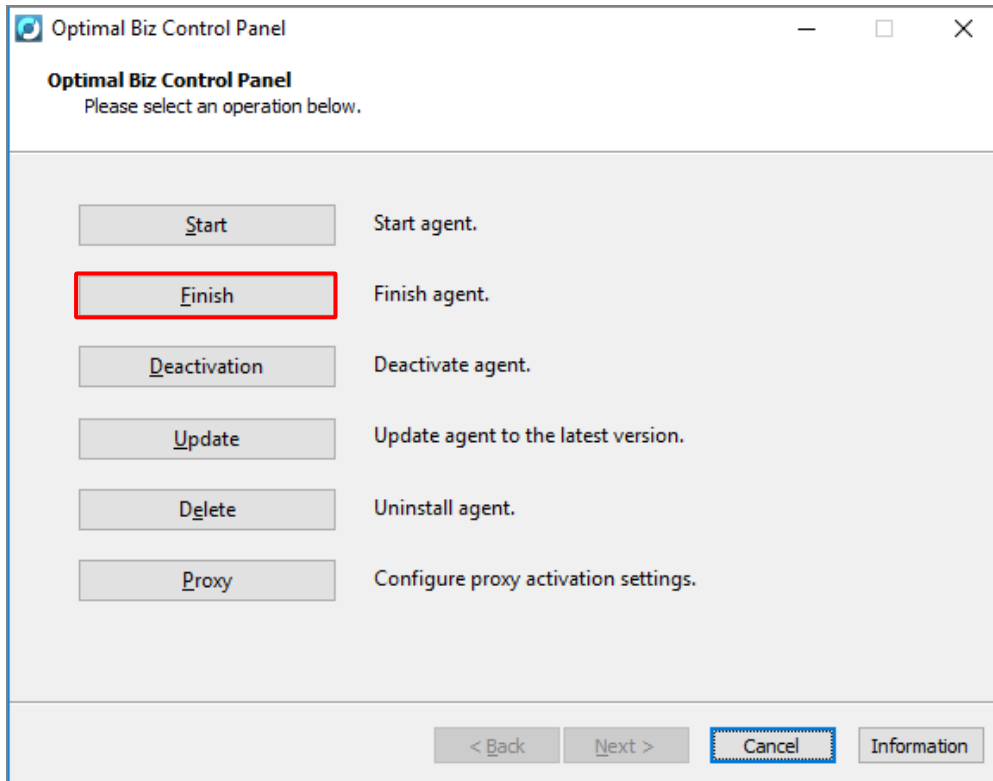 Optimal Biz Control Panel
Optimal Biz Control Panel
Please select an operation below.
Start Start agent.
Finish Finish agent.
Deactivation Deactivate agent.
Update Update agent to the latest version.
Delete Uninstall agent.
Proxy Configure proxy activation settings.
< Back Next > Cancel Information